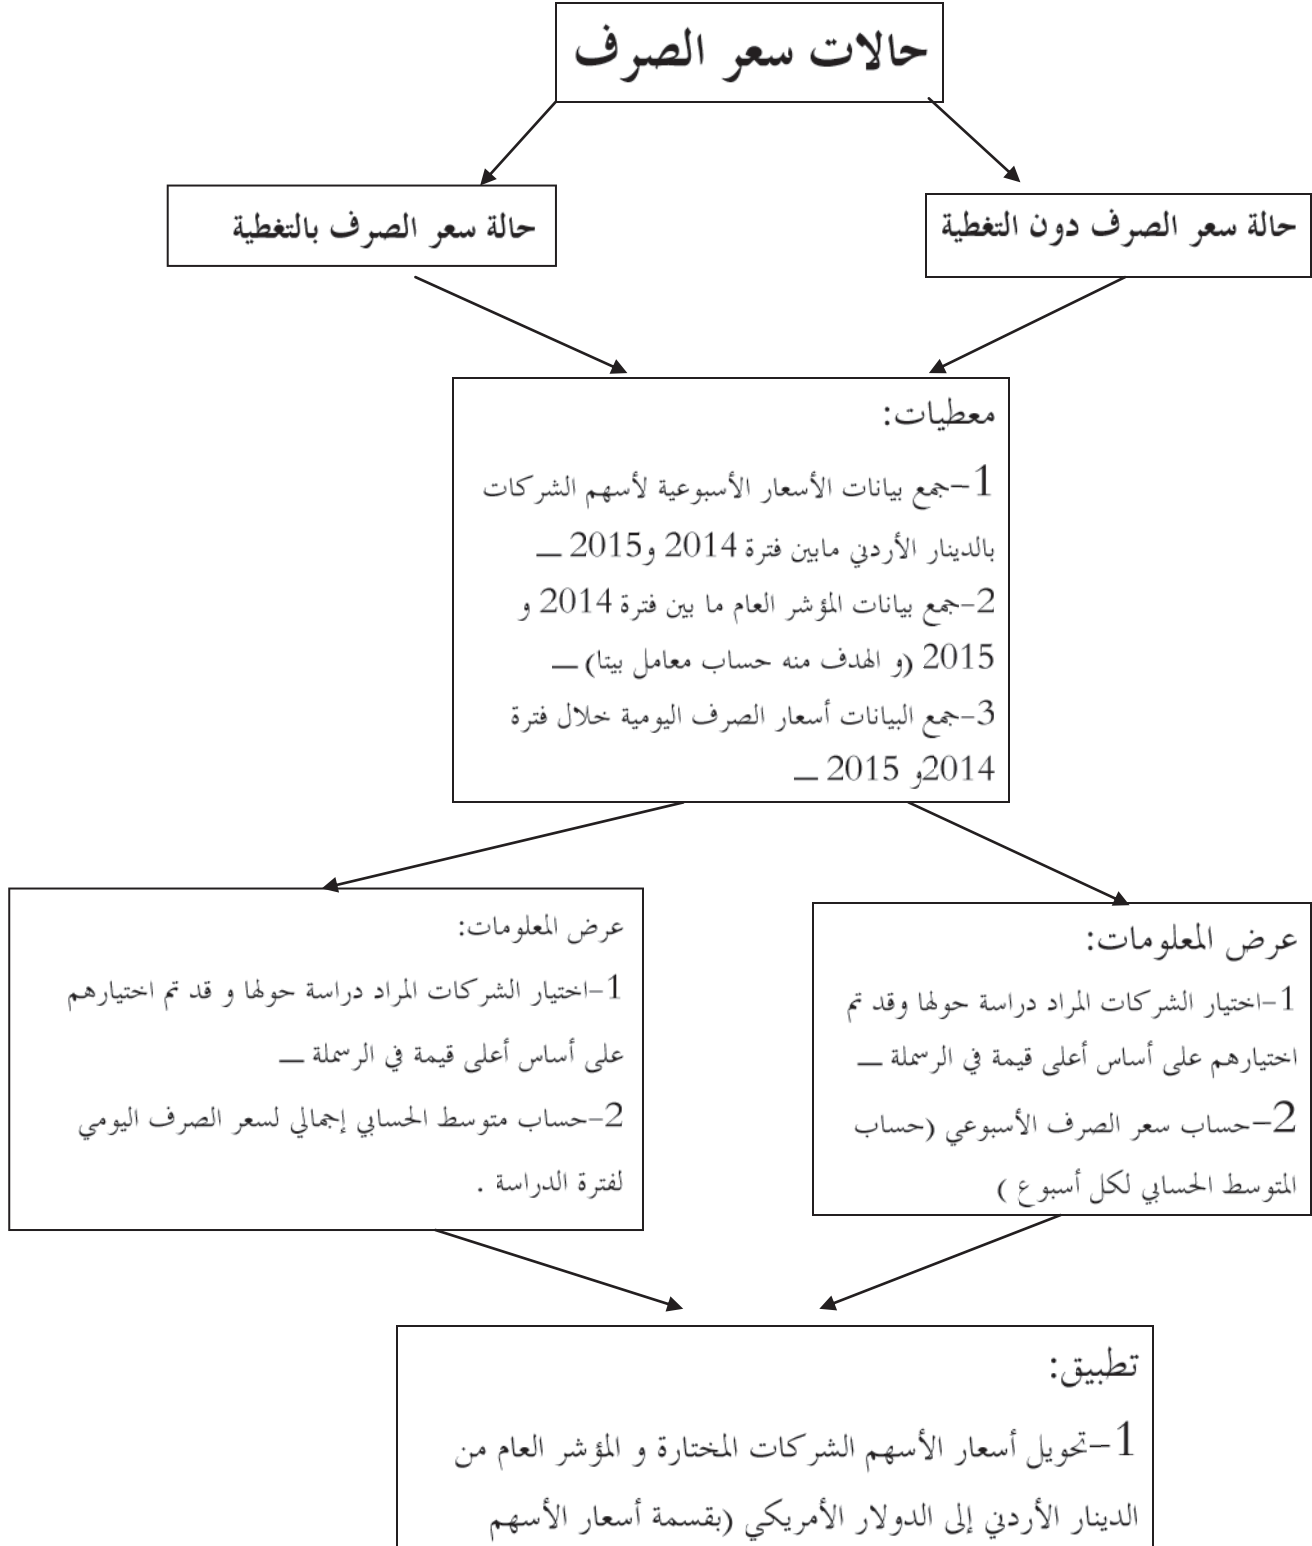 حالات سعر الصرف
حالة سعر الصرف دون التغطية
حالة سعر الصرف بالتغطية
معطيات:
1-جمع بيانات الأسعار الأسبوعية لأسهم الشركات
بالدينار الأردني مابين فترة 2014 و2015 ـــ
2-جمع بيانات المؤشر العام ما بين فترة 2014 و
2015 (و الهدف منه حساب معامل بيتا) ـــ
3-جمع البيانات أسعار الصرف اليومية خلال فترة
2014و 2015 ـــ
عرض المعلومات:
1-اختيار الشركات المراد دراسة حولها وقد تم
اختيارهم على أساس أعلى قيمة في الرسملة ـــ
2-حساب سعر الصرف الأسبوعي (حساب
المتوسط الحسابي لكل أسبوع )
عرض المعلومات:
1-اختيار الشركات المراد دراسة حولها و قد تم اختيارهم
على أساس أعلى قيمة في الرسملة ـــ
2-حساب متوسط الحسابي إجمالي لسعر الصرف اليومي
لفترة الدراسة .
تطبيق:
1-تحويل أسعار الأسهم الشركات المختارة و المؤشر العام من
الدينار الأردني إلى الدولار الأمريكي (بقسمة أسعار الأسهم